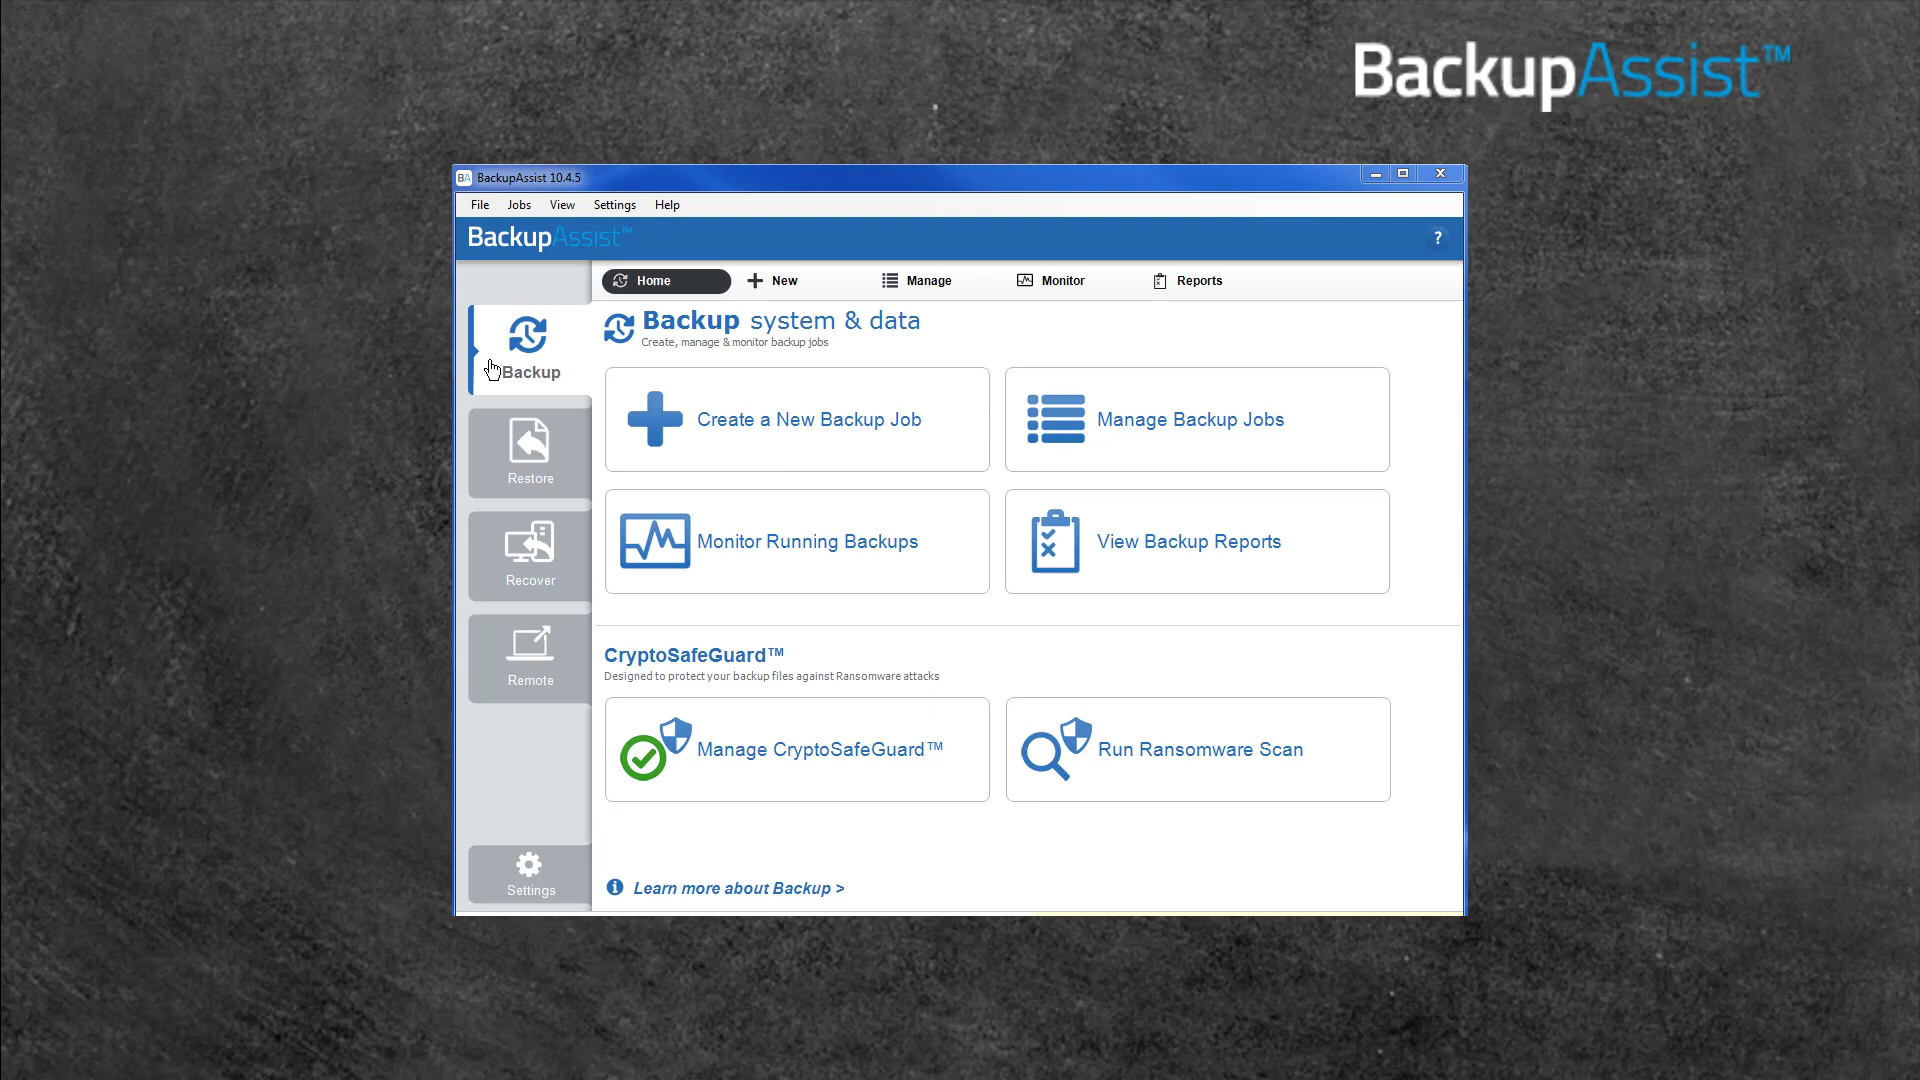 BackupAssist™
BA BackupAssist 10.4.5
File Jobs View Settings Help
BackupAssist™ ?
Home New Manage Monitor Reports
Backup system & data
Create, manage & monitor backup jobs
Backup
Create a New Backup Job
Manage Backup Jobs
Restore
Monitor Running Backups
View Backup Reports
Recover
CryptoSafeGuard™
Designed to protect your backup files against Ransomware attacks
Remote
Manage CryptoSafeGuard™
Run Ransomware Scan
Learn more about Backup >
Settings